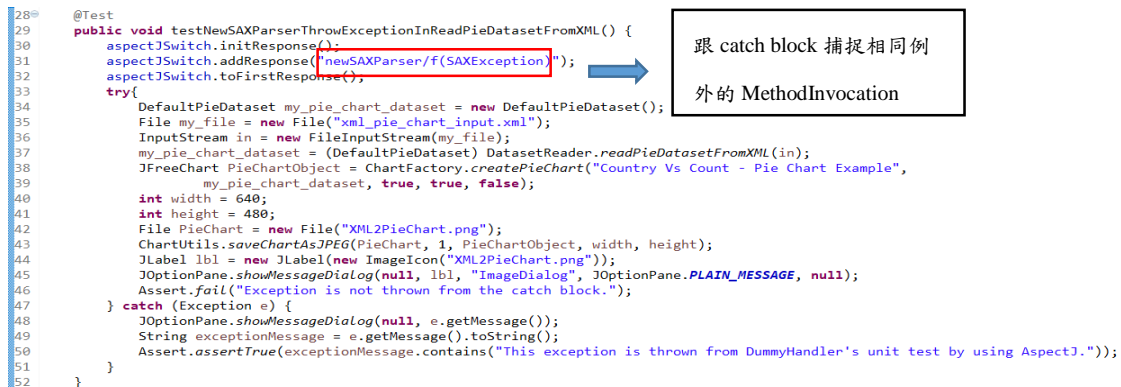 28 @Test
29 public void testNewSAXParserThrowExceptionInReadPieDatasetFromXML() {
30 aspectJSwitch.initResponse();
31 aspectJSwitch.addResponse("newSAXParser/f(SAXException)");
32 aspectJSwitch.toFirstResponse();
33 try{
34 DefaultPieDataset my_pie_chart_dataset = new DefaultPieDataset();
35 File my_file = new File("xml_pie_chart_input.xml");
36 InputStream in = new FileInputStream(my_file);
37 my_pie_chart_dataset = (DefaultPieDataset) DatasetReader.readPieDatasetFromXML(in);
38 JFreeChart PieChartObject = ChartFactory.createPieChart("Country Vs Count - Pie Chart Example",
39 my_pie_chart_dataset, true, true, false);
40 int width = 640;
41 int height = 480;
42 File PieChart = new File("XML2PieChart.png");
43 ChartUtils.saveChartAsJPEG(PieChart, 1, PieChartObject, width, height);
44 JLabel lbl = new JLabel(new ImageIcon("XML2PieChart.png"));
45 JOptionPane.showMessageDialog(null, lbl, "ImageDialog", JOptionPane.PLAIN_MESSAGE, null);
46 Assert.fail("Exception is not thrown from the catch block.");
47 } catch (Exception e) {
48 JOptionPane.showMessageDialog(null, e.getMessage());
49 String exceptionMessage = e.getMessage().toString();
50 Assert.assertTrue(exceptionMessage.contains("This exception is thrown from DummyHandler's unit test by using AspectJ."));
51 }
52 }
跟 catch block 捕捉相同例
外的 MethodInvocation